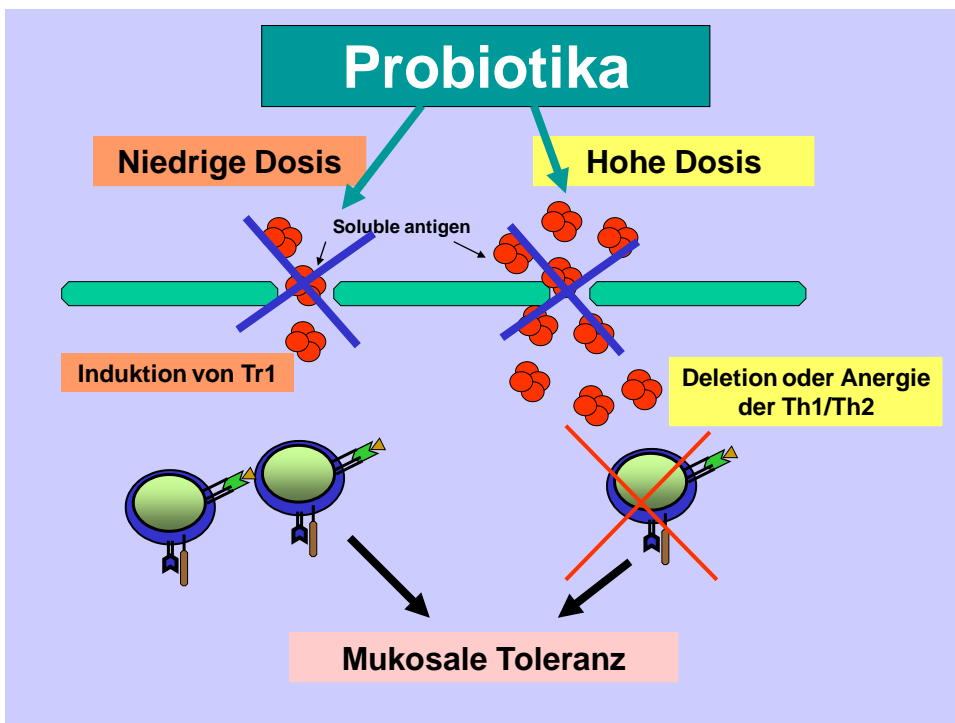 Probiotika
Niedrige Dosis
Hohe Dosis
Soluble antigen
Induktion von Tr1
Deletion oder Anergie
der Th1/Th2
Mukosale Toleranz